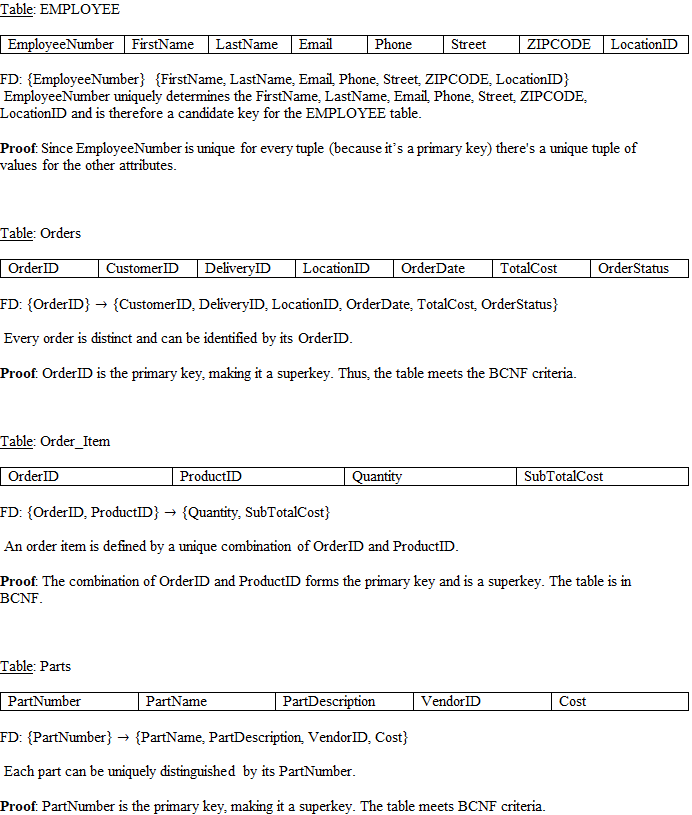 Table: EMPLOYEE
EmployeeNumber FirstName LastName Email Phone Street ZIPCODE LocationID
FD: {EmployeeNumber} {FirstName, LastName, Email, Phone, Street, ZIPCODE, LocationID}
EmployeeNumber uniquely determines the FirstName, LastName, Email, Phone, Street, ZIPCODE,
LocationID and is therefore a candidate key for the EMPLOYEE table.
Proof: Since EmployeeNumber is unique for every tuple (because it’s a primary key) there's a unique tuple of
values for the other attributes.
Table: Orders
OrderID CustomerID DeliveryID LocationID OrderDate TotalCost OrderStatus
FD: {OrderID} → {CustomerID, DeliveryID, LocationID, OrderDate, TotalCost, OrderStatus}
Every order is distinct and can be identified by its OrderID.
Proof: OrderID is the primary key, making it a superkey. Thus, the table meets the BCNF criteria.
Table: Order_Item
OrderID ProductID Quantity SubTotalCost
FD: {OrderID, ProductID} → {Quantity, SubTotalCost}
An order item is defined by a unique combination of OrderID and ProductID.
Proof: The combination of OrderID and ProductID forms the primary key and is a superkey. The table is in
BCNF.
Table: Parts
PartNumber PartName PartDescription VendorID Cost
FD: {PartNumber} → {PartName, PartDescription, VendorID, Cost}
Each part can be uniquely distinguished by its PartNumber.
Proof: PartNumber is the primary key, making it a superkey. The table meets BCNF criteria.